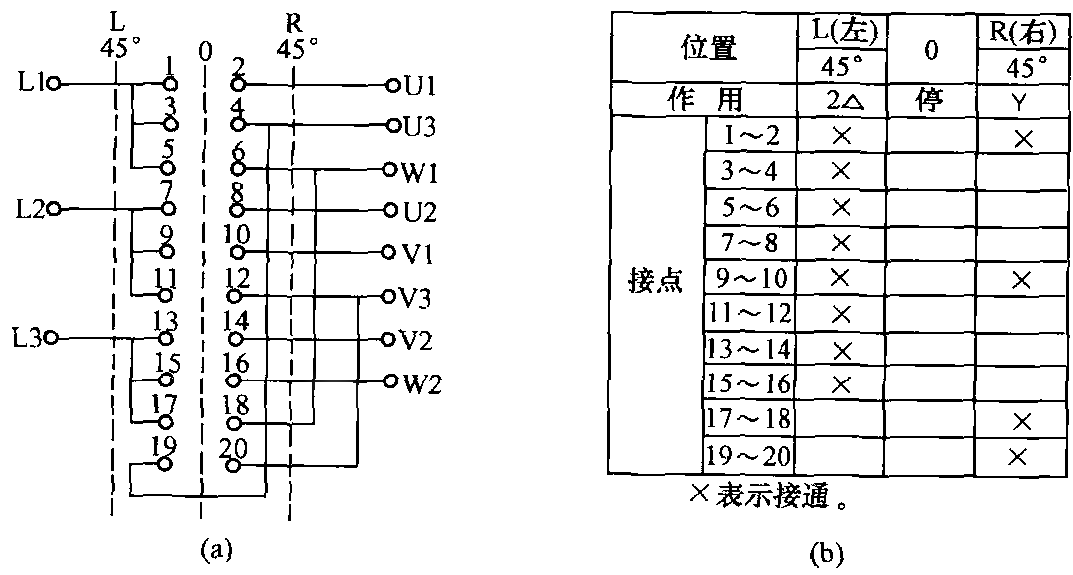 L
45°
0
R
45°
L1
1
2
U1
3
4
U3
5
6
W1
L2
7
8
U2
9
10
V1
11
12
V3
L3
13
14
V2
15
16
W2
17
18
19
20
(a)
位置 L(左) 45° 0 R(右) 45°
作用 2△ 停 Y
接点
1～2 × ×
3～4 ×
5～6 ×
7～8 ×
9～10 × ×
11～12 ×
13～14 ×
15～16 ×
17～18 ×
19～20 ×
×表示接通。
(b)